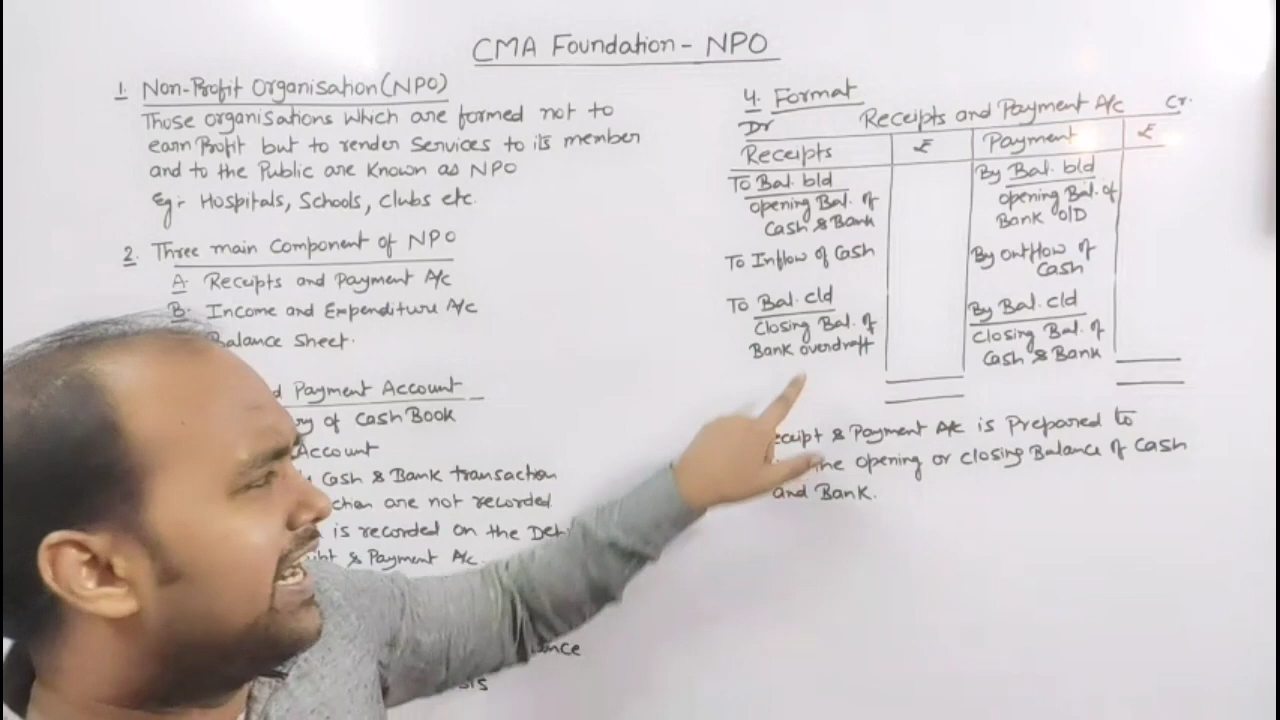 CMA Foundation - NPO
1. Non-Profit Organisation (NPO)
Those organisations which are formed not to
earn Profit but to render Services to its member
and to the Public are Known as NPO
Eg:- Hospitals, Schools, Clubs etc.
2. Three main Component of NPO
A. Receipts and Payment A/c
B. Income and Expenditure A/c
Balance Sheet.
Payment Account
of Cash Book
Account
Cash & Bank transaction
are not recorded
is recorded on the
& Payment A/c
4. Format
Receipts and Payment A/c
Dr Cr.
Receipts ₹ Payment ₹
To Bal. b/d By Bal. b/d
opening Bal. of opening Bal. of
Cash & Bank Bank O/D
To Inflow of Cash By Outflow of
Cash
To Bal. c/d By Bal. c/d
Closing Bal. of Closing Bal. of
Bank overdraft Cash & Bank
& Payment A/c is Prepared to
opening or closing Balance of Cash
and Bank.